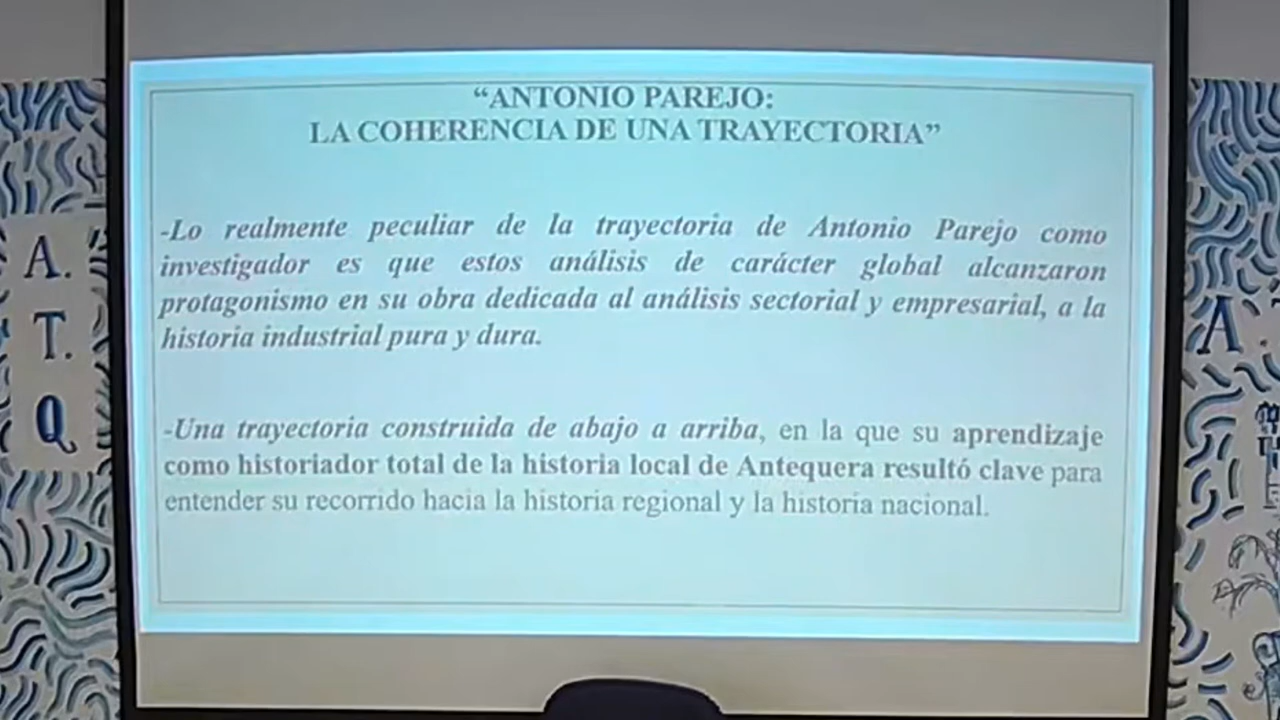 “ANTONIO PAREJO:
LA COHERENCIA DE UNA TRAYECTORIA”
-Lo realmente peculiar de la trayectoria de Antonio Parejo como
investigador es que estos análisis de carácter global alcanzaron
protagonismo en su obra dedicada al análisis sectorial y empresarial, a la
historia industrial pura y dura.
-Una trayectoria construida de abajo a arriba, en la que su aprendizaje
como historiador total de la historia local de Antequera resultó clave para
entender su recorrido hacia la historia regional y la historia nacional.
A.
T.
Q
A.